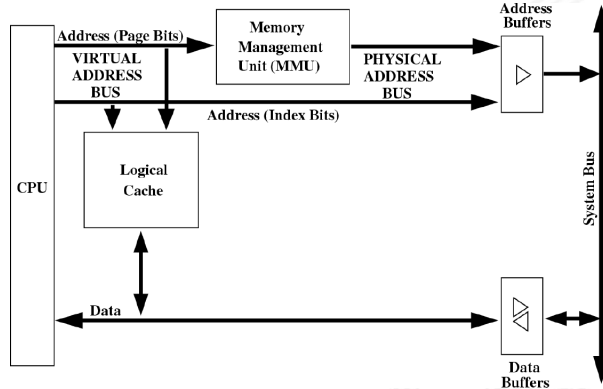 Address (Page Bits)
VIRTUAL
ADDRESS
BUS
Memory
Management
Unit (MMU)
PHYSICAL
ADDRESS
BUS
Address
Buffers
Address (Index Bits)
Logical
Cache
CPU
System Bus
Data
Data
Buffers